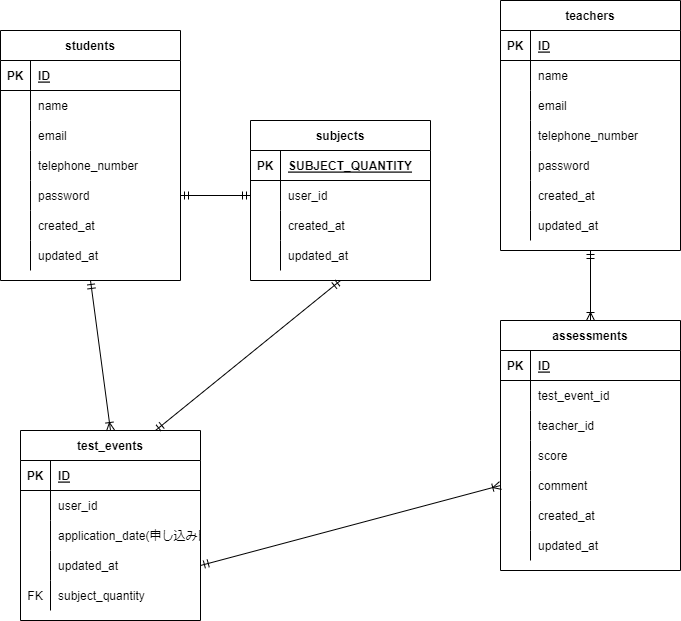 students
PK ID
name
email
telephone_number
password
created_at
updated_at
subjects
PK SUBJECT_QUANTITY
user_id
created_at
updated_at
teachers
PK ID
name
email
telephone_number
password
created_at
updated_at
test_events
PK ID
user_id
application_date(申し込み
updated_at
FK subject_quantity
assessments
PK ID
test_event_id
teacher_id
score
comment
created_at
updated_at